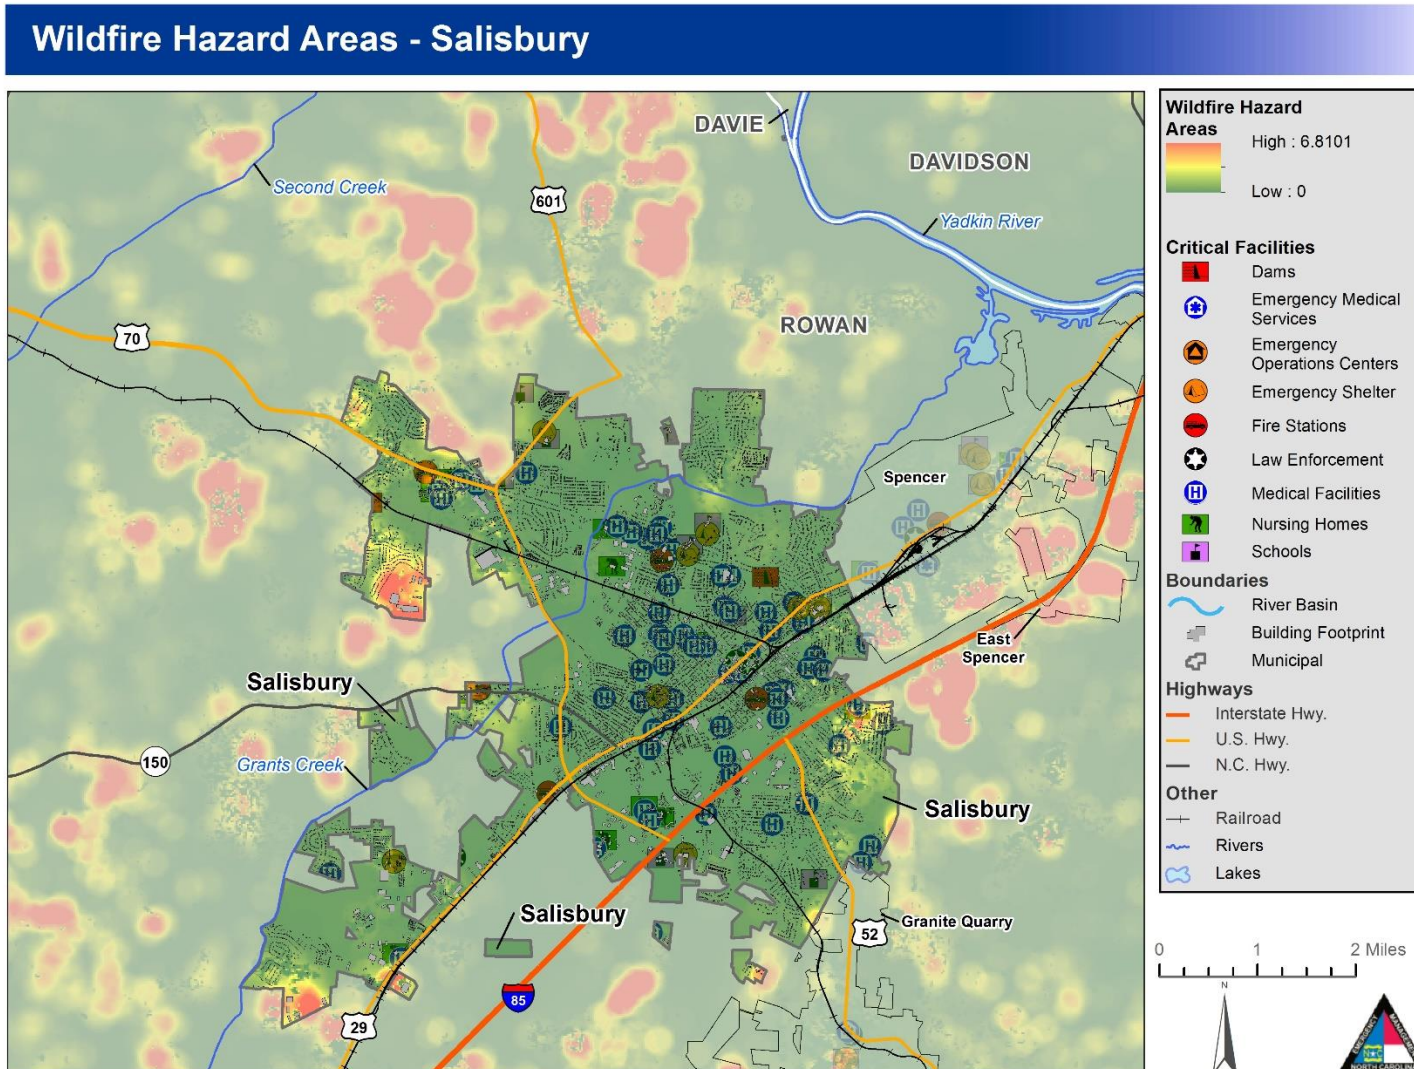 Wildfire Hazard Areas - Salisbury
DAVIE
DAVIDSON
Second Creek
601
Yadkin River
ROWAN
70
Spencer
East
Spencer
Salisbury
150
Grants Creek
Salisbury
Salisbury
Granite Quarry
52
85
29
Wildfire Hazard
Areas
High : 6.8101
Low : 0
Critical Facilities
Dams
Emergency Medical
Services
Emergency
Operations Centers
Emergency Shelter
Fire Stations
Law Enforcement
Medical Facilities
Nursing Homes
Schools
Boundaries
River Basin
Building Footprint
Municipal
Highways
Interstate Hwy.
U.S. Hwy.
N.C. Hwy.
Other
Railroad
Rivers
Lakes
0 1 2 Miles
N
EMERGENCY
NORTH CAROLINA